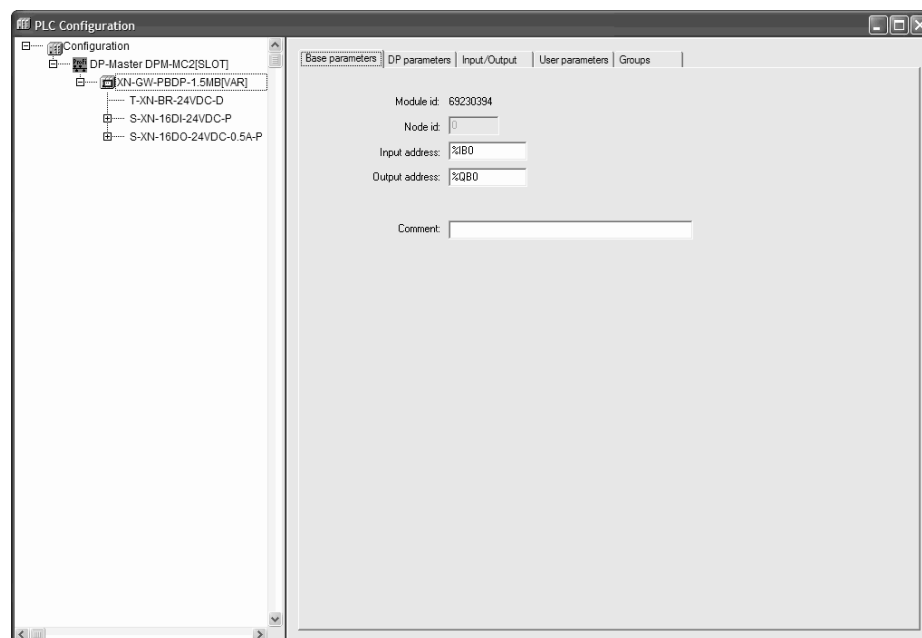 PLC Configuration
Configuration
DP-Master DPM-MC2[SLOT]
XN-GW-PBDP-1.5MB[VAR]
T-XN-BR-24VDC-D
S-XN-16DI-24VDC-P
S-XN-16DO-24VDC-0.5A-P
Base parameters DP parameters Input/Output User parameters Groups
Module id: 69230394
Node id: 0
Input address: %IB0
Output address: %QB0
Comment: